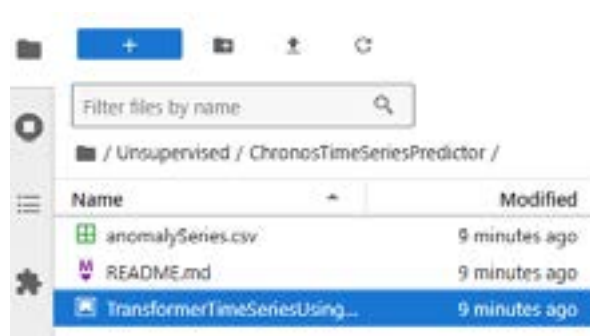 +
Filter files by name
/ Unsupervised / ChronosTimeSeriesPredictor /
Name Modified
anomalySeries.csv 9 minutes ago
M README.md 9 minutes ago
TransformerTimeSeriesUsing... 9 minutes ago